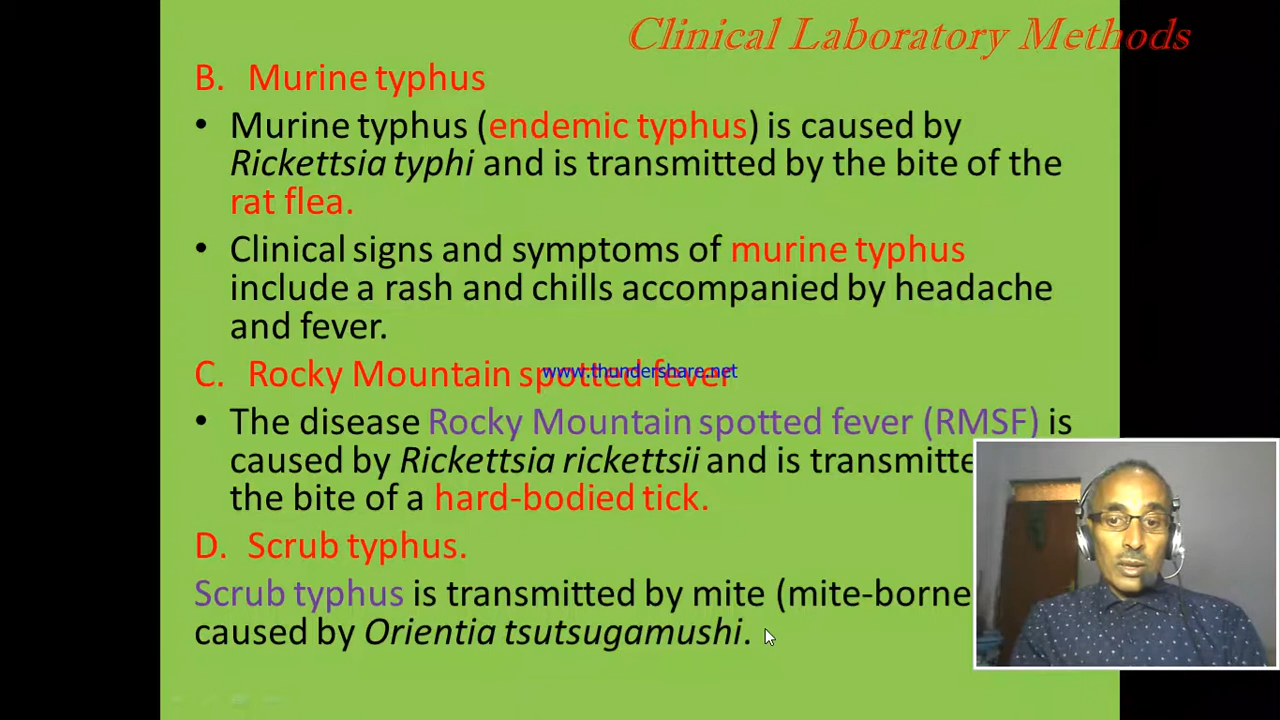 Clinical Laboratory Methods
B. Murine typhus
• Murine typhus (endemic typhus) is caused by
Rickettsia typhi and is transmitted by the bite of the
rat flea.
• Clinical signs and symptoms of murine typhus
include a rash and chills accompanied by headache
and fever.
C. Rocky Mountain spotted fever
www.thundershare.net
• The disease Rocky Mountain spotted fever (RMSF) is
caused by Rickettsia rickettsii and is transmitte
the bite of a hard-bodied tick.
D. Scrub typhus.
Scrub typhus is transmitted by mite (mite-borne
caused by Orientia tsutsugamushi.